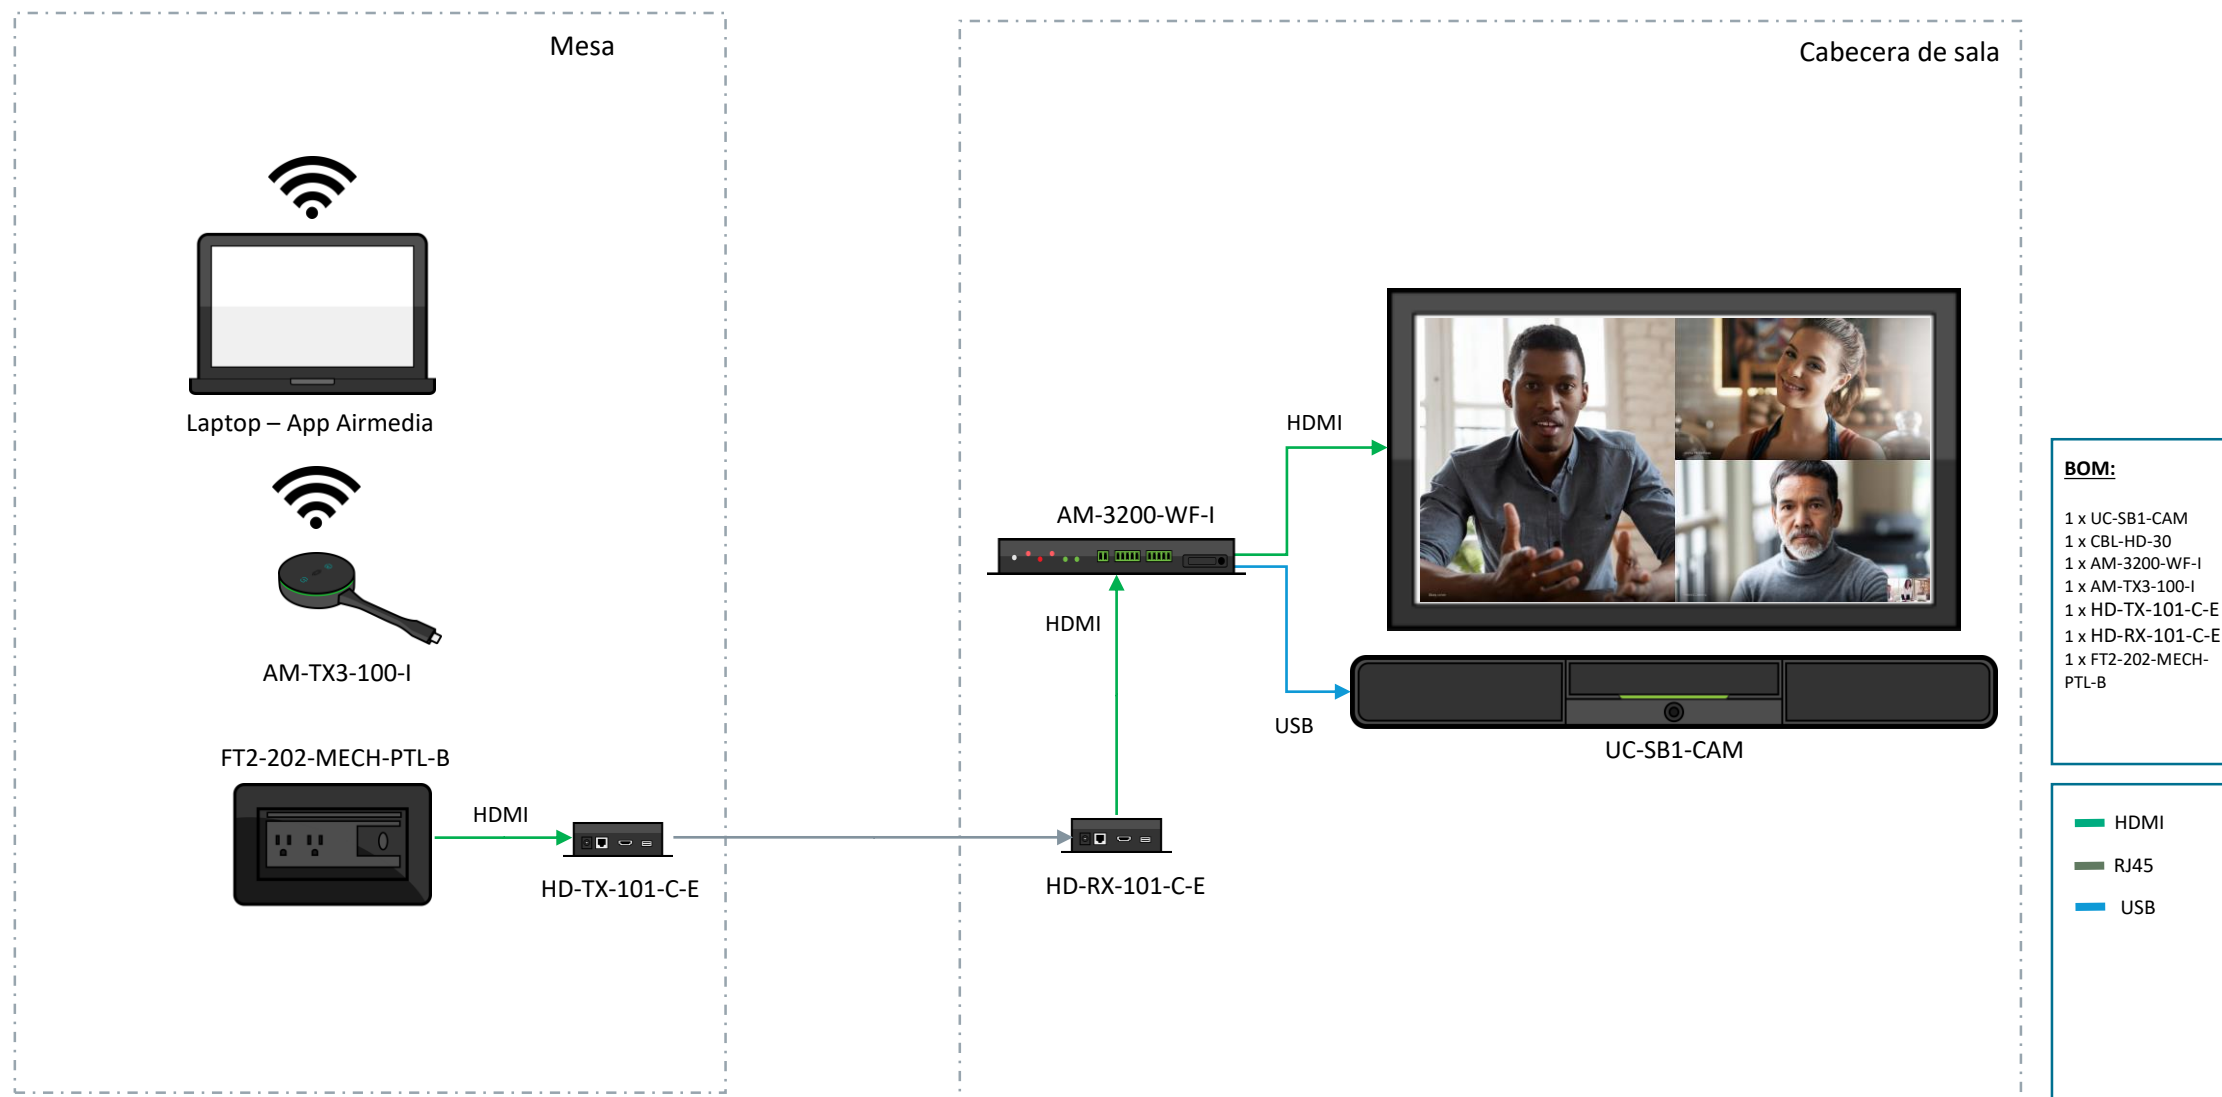 Mesa
Cabecera de sala
Laptop – App Airmedia
AM-TX3-100-I
FT2-202-MECH-PTL-B
HDMI
HD-TX-101-C-E
HD-RX-101-C-E
HDMI
AM-3200-WF-I
HDMI
USB
UC-SB1-CAM
BOM:
1 x UC-SB1-CAM
1 x CBL-HD-30
1 x AM-3200-WF-I
1 x AM-TX3-100-I
1 x HD-TX-101-C-E
1 x HD-RX-101-C-E
1 x FT2-202-MECH-
PTL-B
HDMI
RJ45
USB